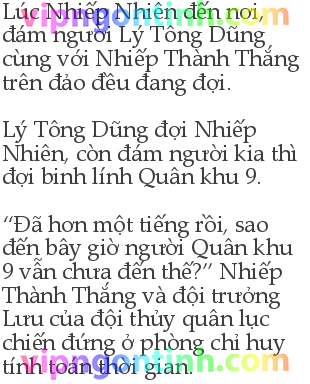 Lúc Nhiếp Nhiên đến nơi,
đám người Lý Tông Dũng
cùng với Nhiếp Thành Thắng
trên đảo đều đang đợi.
Lý Tông Dũng đợi Nhiếp
Nhiên, còn đám người kia thì
đợi binh lính Quân khu 9.
“Đã hơn một tiếng rồi, sao
đến bây giờ người Quân khu
9 vẫn chưa đến thế?” Nhiếp
Thành Thắng và đội trưởng
Lưu của đội thủy quân lục
chiến đứng ở phòng chỉ huy
tính toán thời gian.
vipngontinh.com
vipngontinh.com